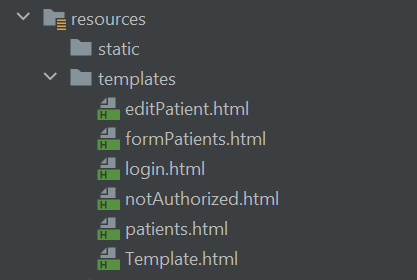 resources
static
templates
editPatient.html
formPatients.html
login.html
notAuthorized.html
patients.html
Template.html